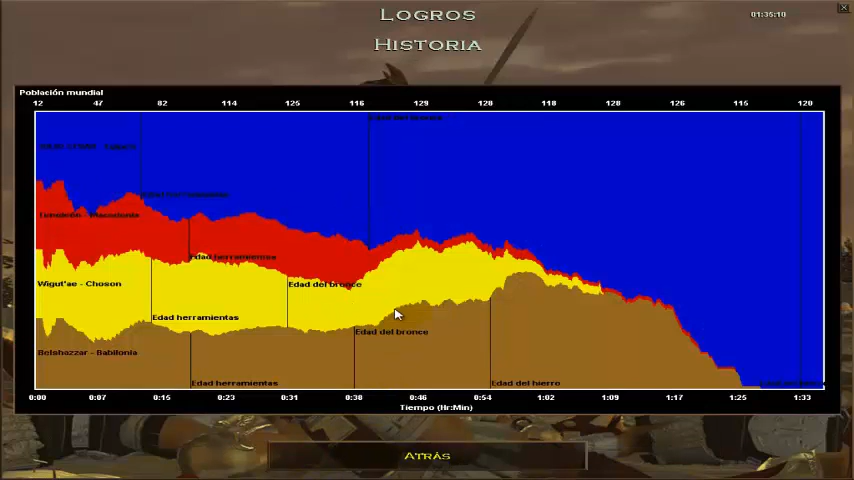 Logros
01:35:10
Historia
Población mundial
12 47 82 114 125 116 129 128 118 128 126 115 120
Edad del bronce
Edad herramientas
Timoleón - Macedonia
Edad herramientas
Wigut'ae - Choson
Edad del bronce
Edad herramientas
Edad del bronce
Belshazzar - Babilonia
Edad herramientas
Edad del hierro
0:00 0:07 0:15 0:23 0:31 0:38 0:46 0:54 1:02 1:09 1:17 1:25 1:33
Tiempo (Hr:Min)
Atrás